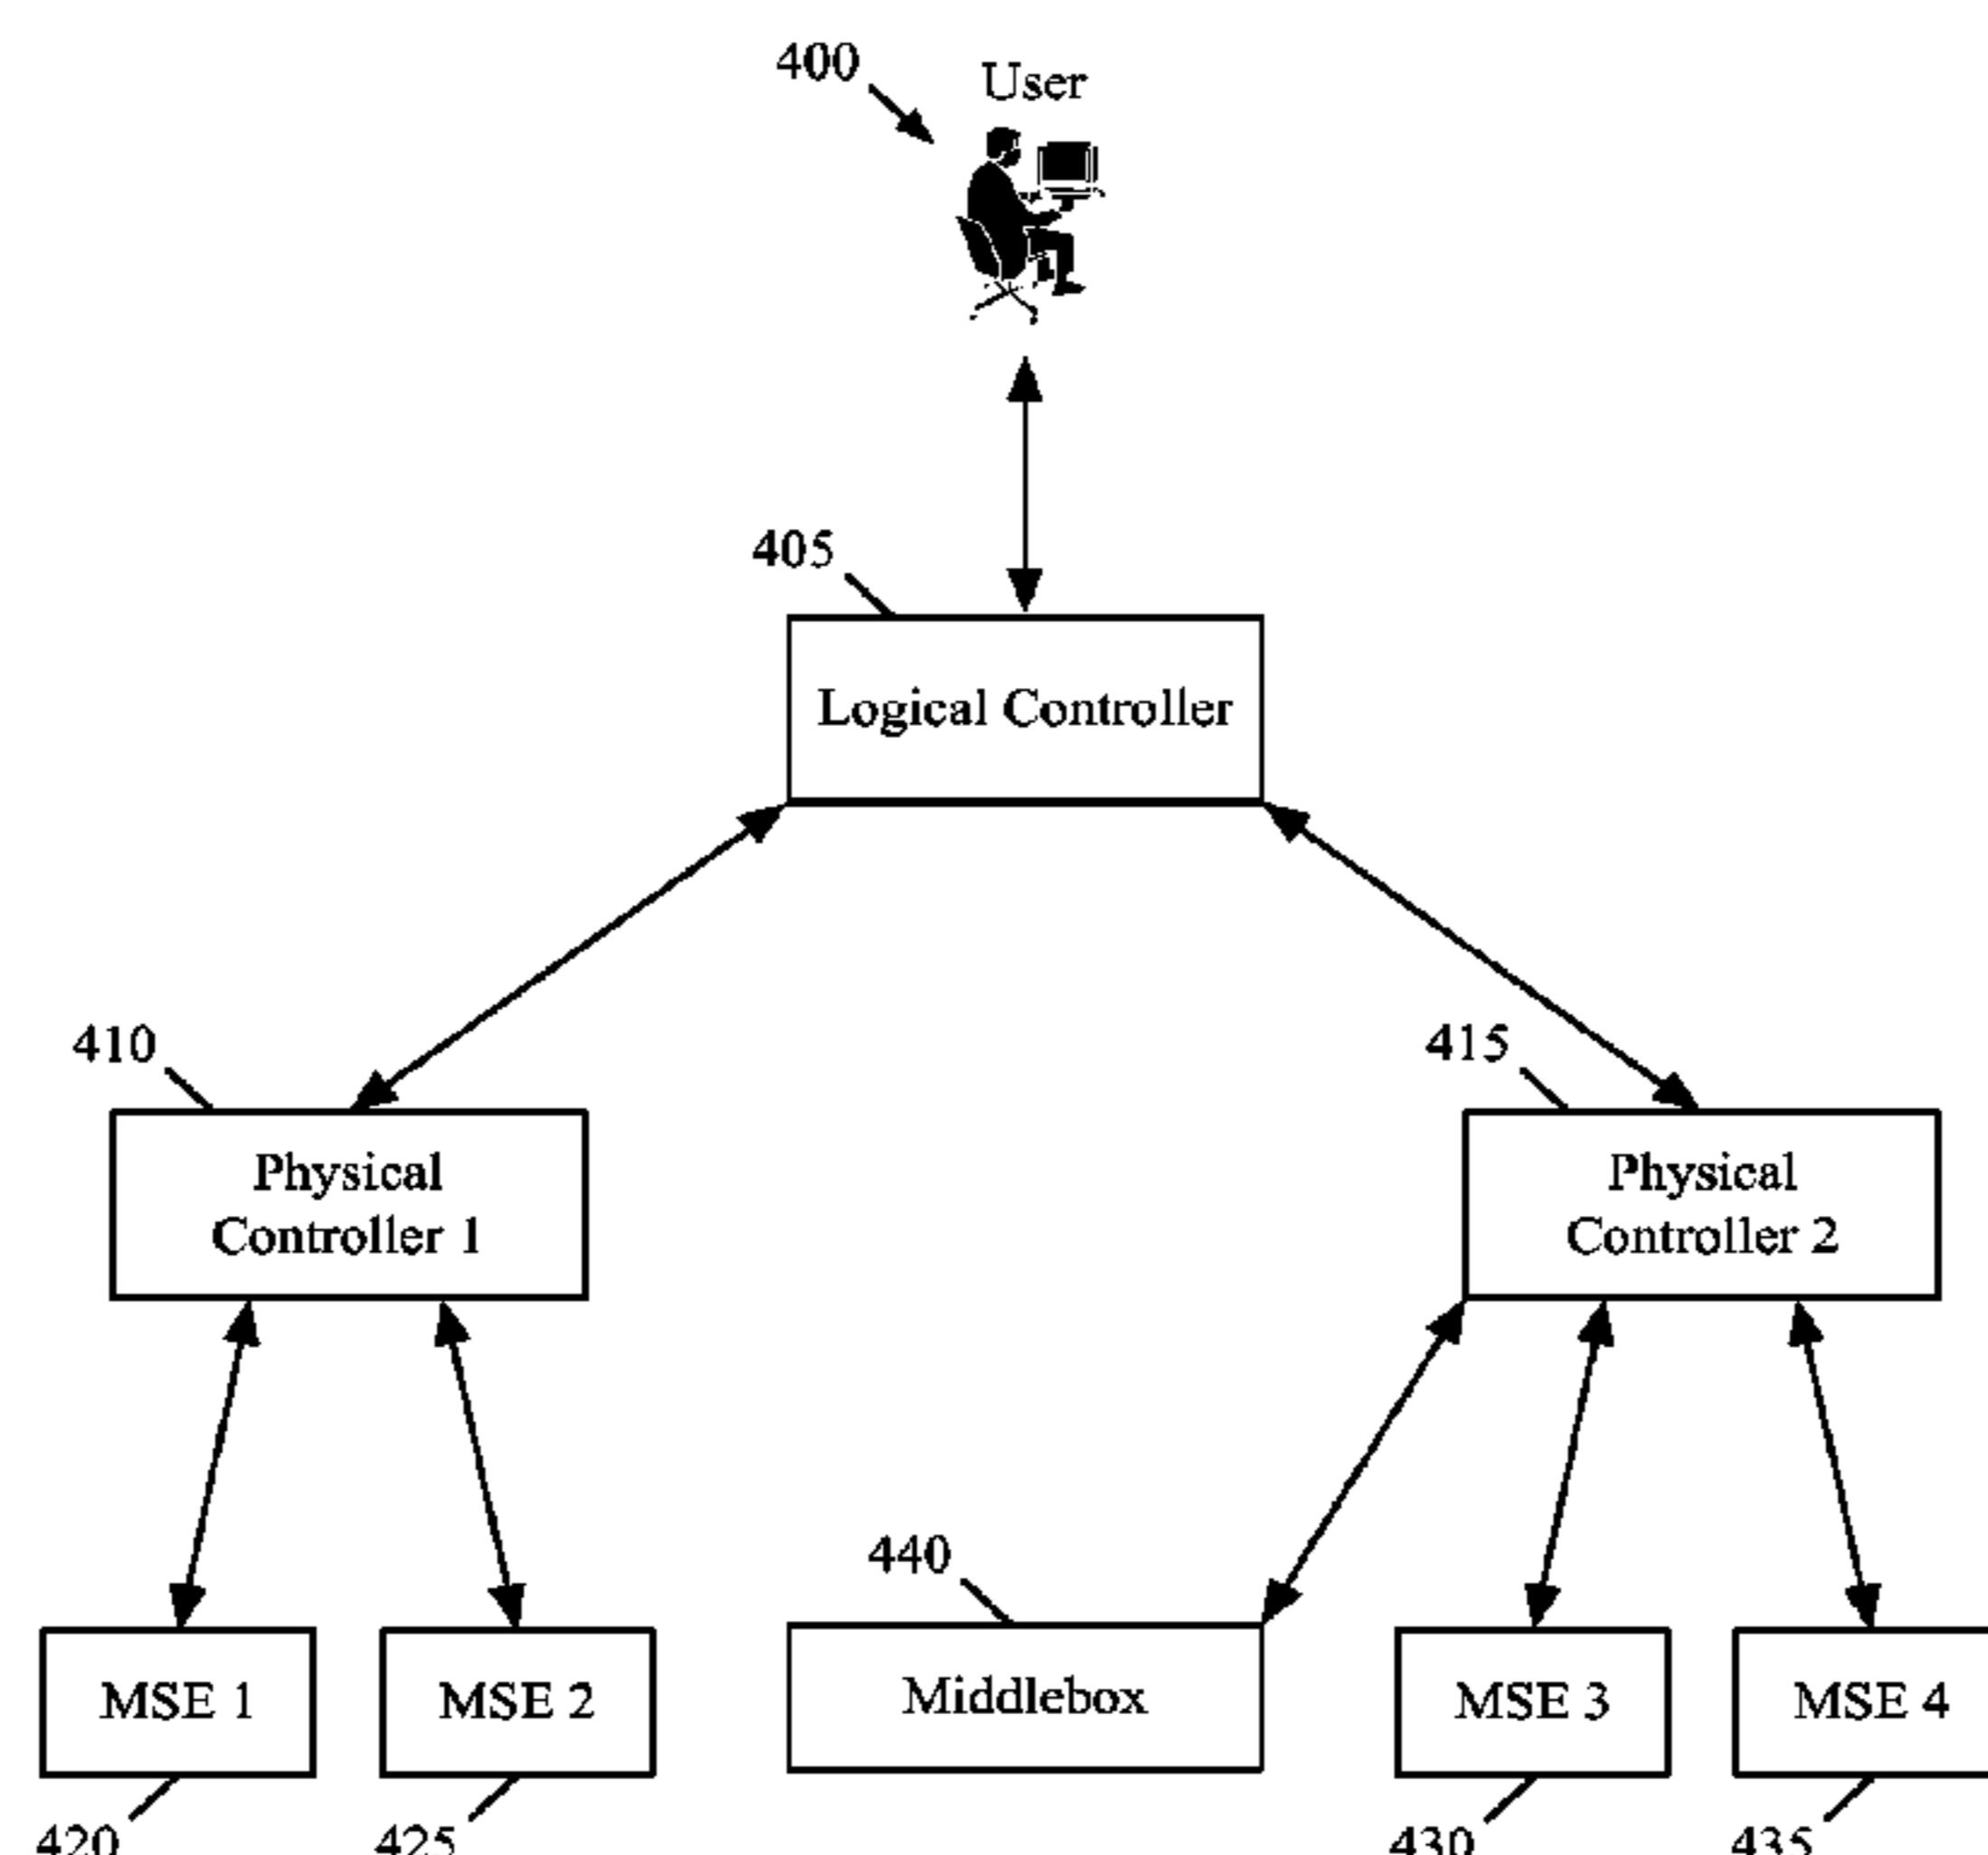 400
User
405
Logical Controller
410
415
Physical
Controller 1
Physical
Controller 2
440
MSE 1
MSE 2
Middlebox
MSE 3
MSE 4
420
425
430
435